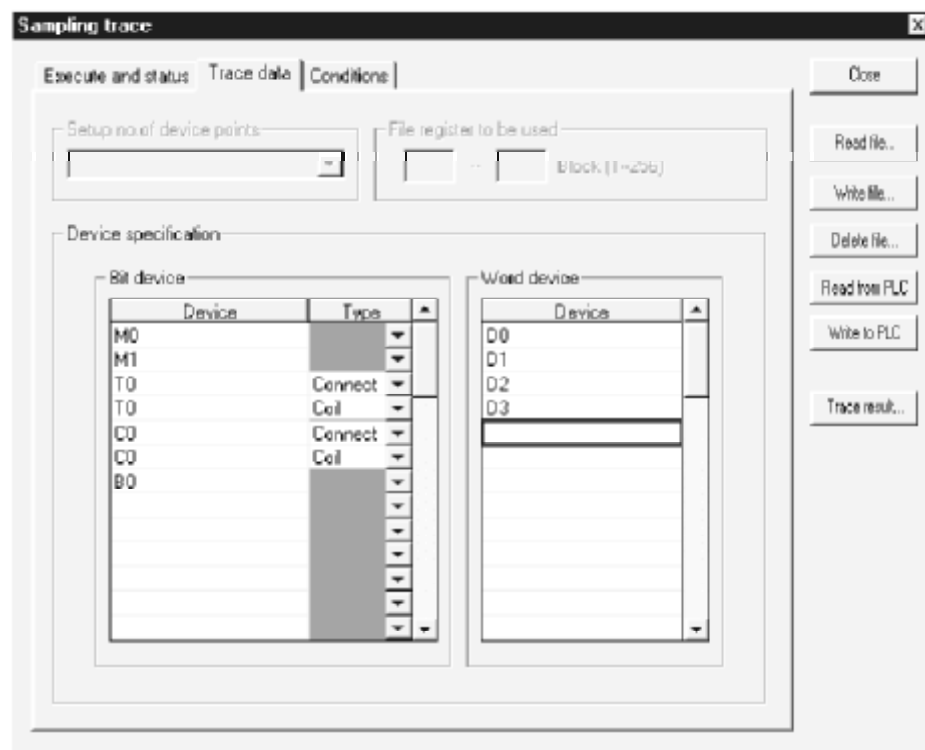 Sampling trace
Execute and status
Trace data
Conditions
Close
Setup no. of device points
File register to be used
-- Block (1~256)
Read file...
Write file...
Delete file...
Read from PLC
Write to PLC
Trace result...
Device specification
Bit device
Device Type
M0
M1
T0 Connect
T0 Coil
C0 Connect
C0 Coil
B0
Word device
Device
D0
D1
D2
D3